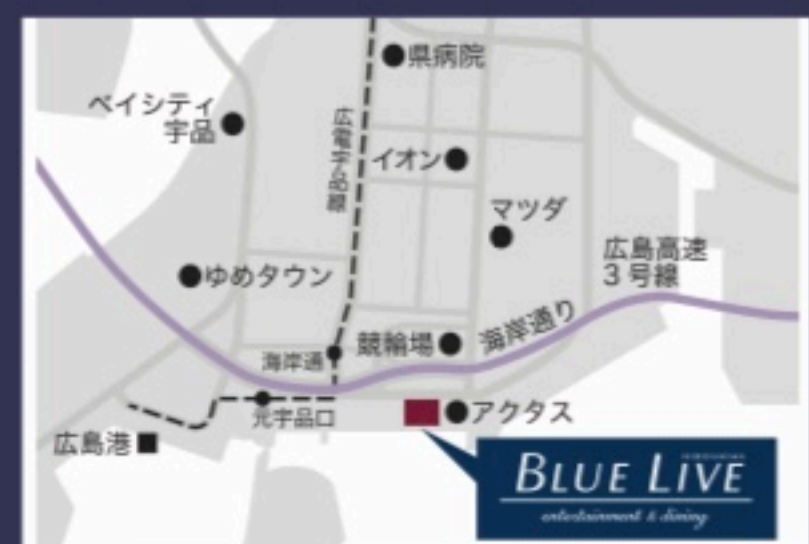 県病院
ベイシティ
宇品
広電宇品線
イオン
マツダ
広島高速
3号線
ゆめタウン
海岸通り
競輪場
海岸通
元宇品口
アクタス
広島港
BLUE LIVE
entertainment & dining